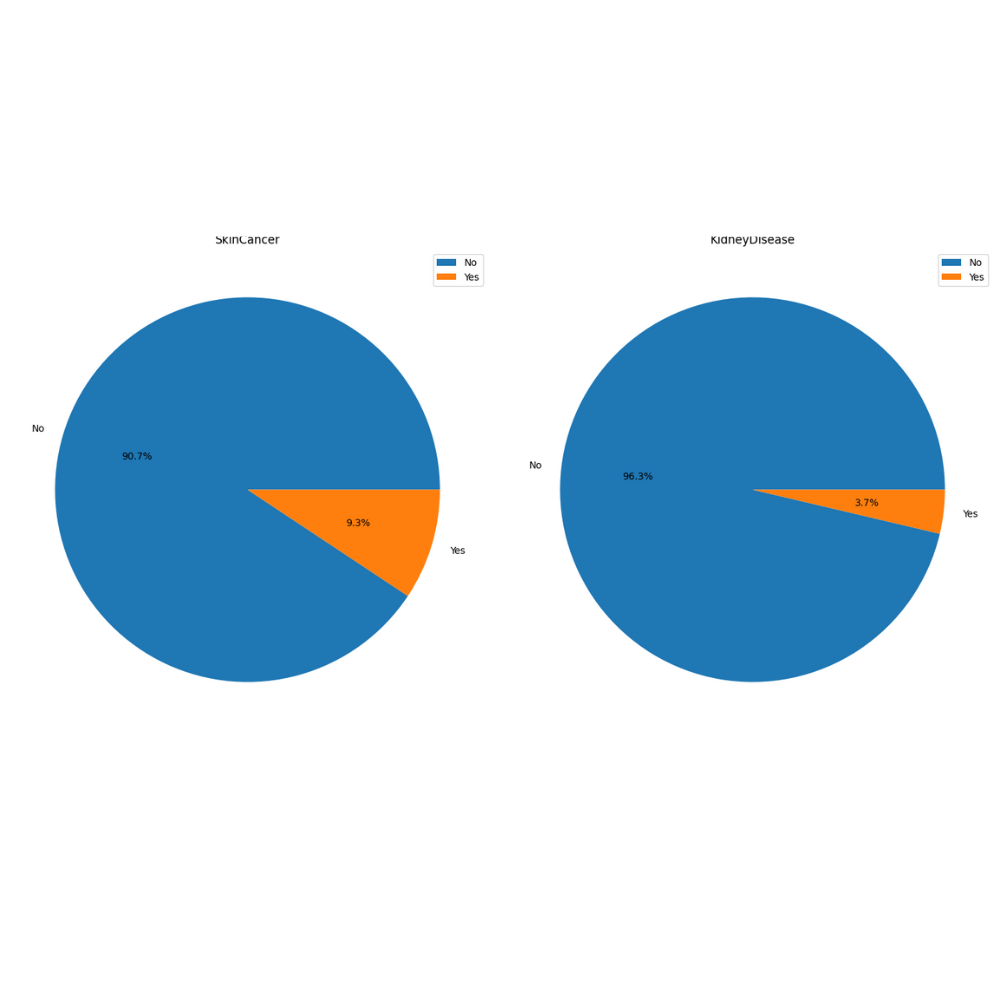 SkinCancer
No
Yes
No
90.7%
9.3%
Yes
KidneyDisease
No
Yes
No
96.3%
3.7%
Yes